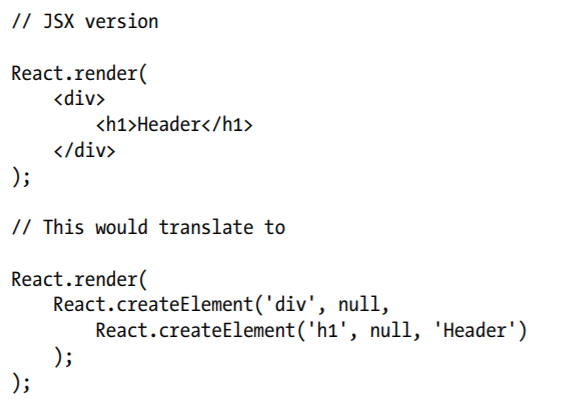 // JSX version
React.render(
    <div>
        <h1>Header</h1>
    </div>
);
// This would translate to
React.render(
    React.createElement('div', null,
        React.createElement('h1', null, 'Header')
    );
);